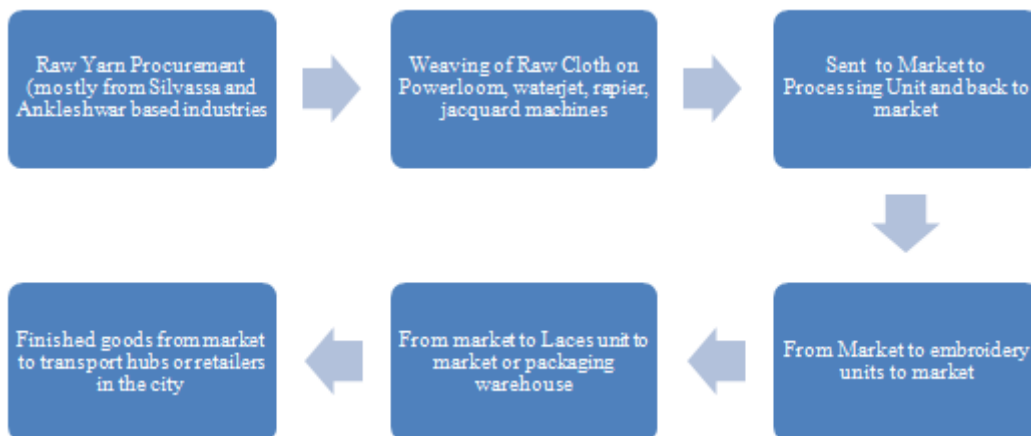 Raw Yarn Procurement
(mostly from Silvassa and
Ankleshwar based industries
Weaving of Raw Cloth on
Powerloom, waterjet, rapier,
jacquard machines
Sent to Market to
Processing Unit and back to
market
From Market to embroidery
units to market
From market to Laces unit to
market or packaging
warehouse
Finished goods from market
to transport hubs or retailers
in the city